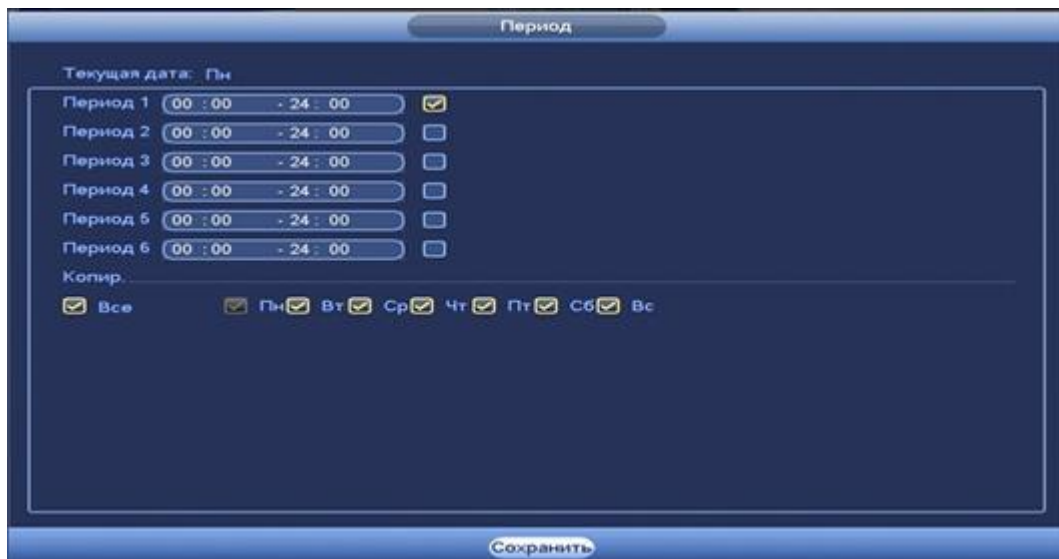 Период
Текущая дата: Пн
Период 1 00 : 00 - 24 : 00
Период 2 00 : 00 - 24 : 00
Период 3 00 : 00 - 24 : 00
Период 4 00 : 00 - 24 : 00
Период 5 00 : 00 - 24 : 00
Период 6 00 : 00 - 24 : 00
Копир.
Все Пн Вт Ср Чт Пт Сб Вс
Сохранить